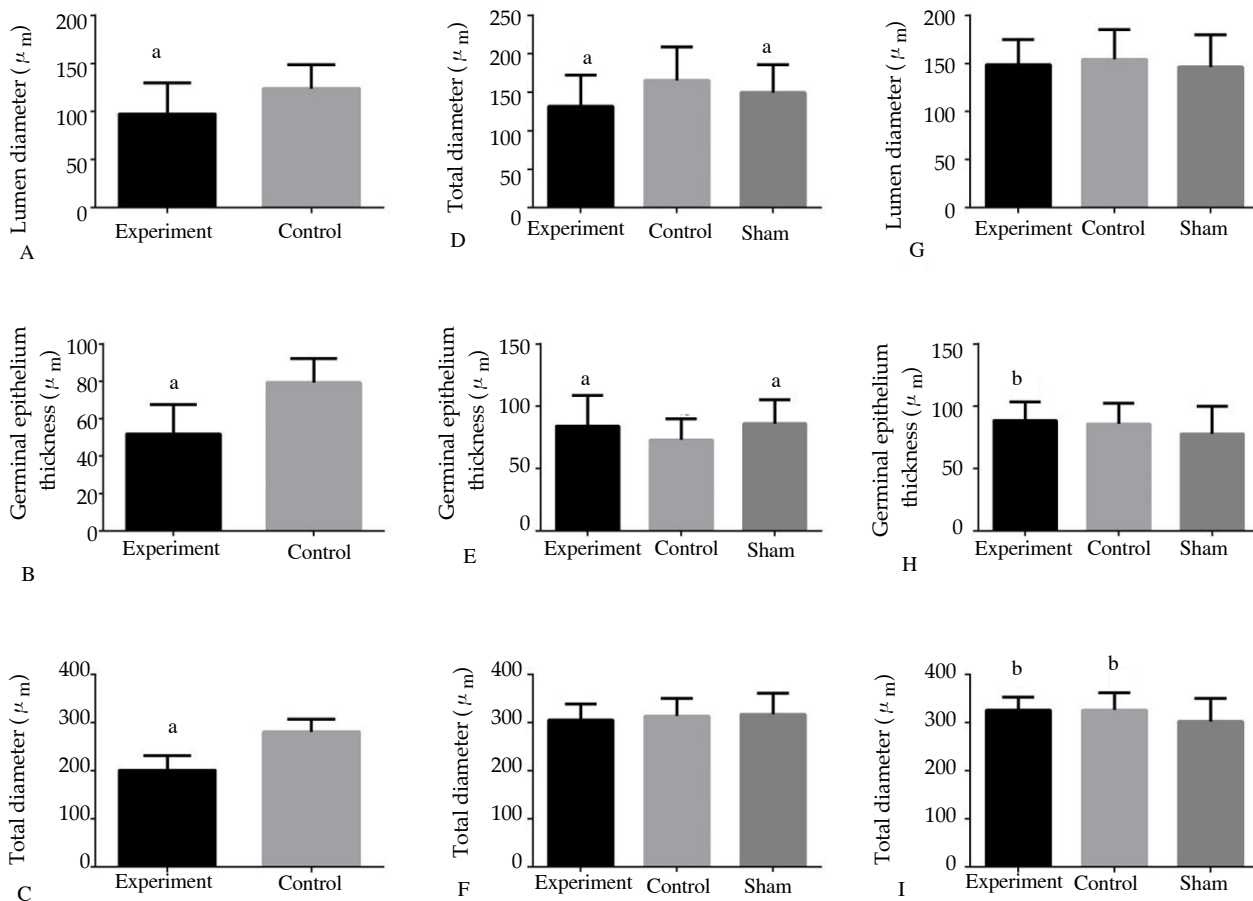 Lumen diameter (μm)
200
150
100
50
0
a
Experiment
Control
A
Total diameter (μm)
250
200
150
100
50
0
a
a
Experiment
Control
Sham
D
Lumen diameter (μm)
200
150
100
50
0
Experiment
Control
Sham
G
Germinal epithelium
thickness (μm)
100
80
60
40
20
0
a
Experiment
Control
B
Germinal epithelium
thickness (μm)
150
100
50
0
a
a
Experiment
Control
Sham
E
Germinal epithelium
thickness (μm)
150
100
50
0
b
Experiment
Control
Sham
H
Total diameter (μm)
400
300
200
100
0
a
Experiment
Control
C
Total diameter (μm)
400
300
200
100
0
Experiment
Control
Sham
F
Total diameter (μm)
400
300
200
100
0
b
b
Experiment
Control
Sham
I